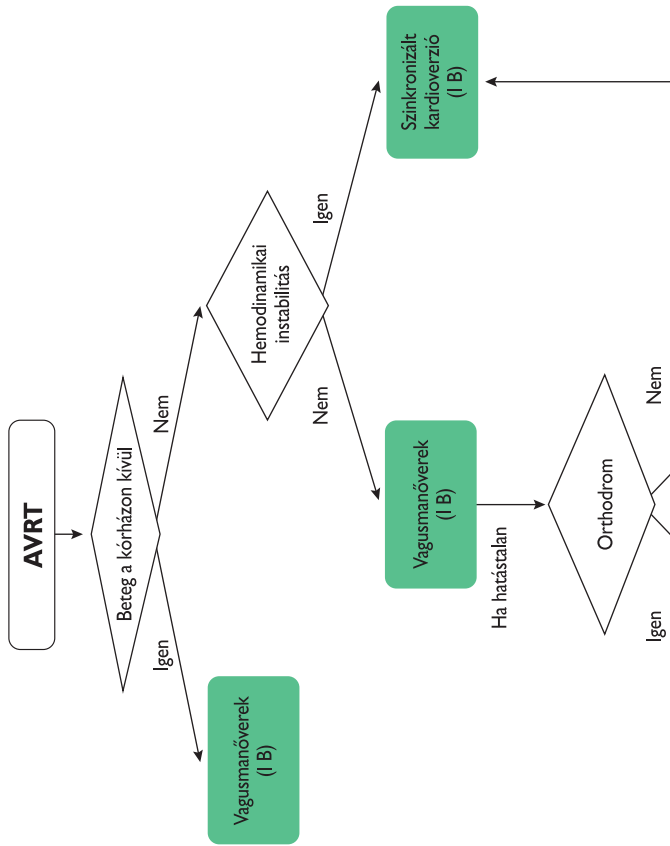 AVRT
Beteg a kórházon kívül
Igen
Nem
Vagusmanőverek
(I B)
Hemodinamikai
instabilitás
Nem
Igen
Vagusmanőverek
(I B)
Szinkronizált
kardioverzió
(I B)
Ha hatástalan
Orthodrom
Igen
Nem